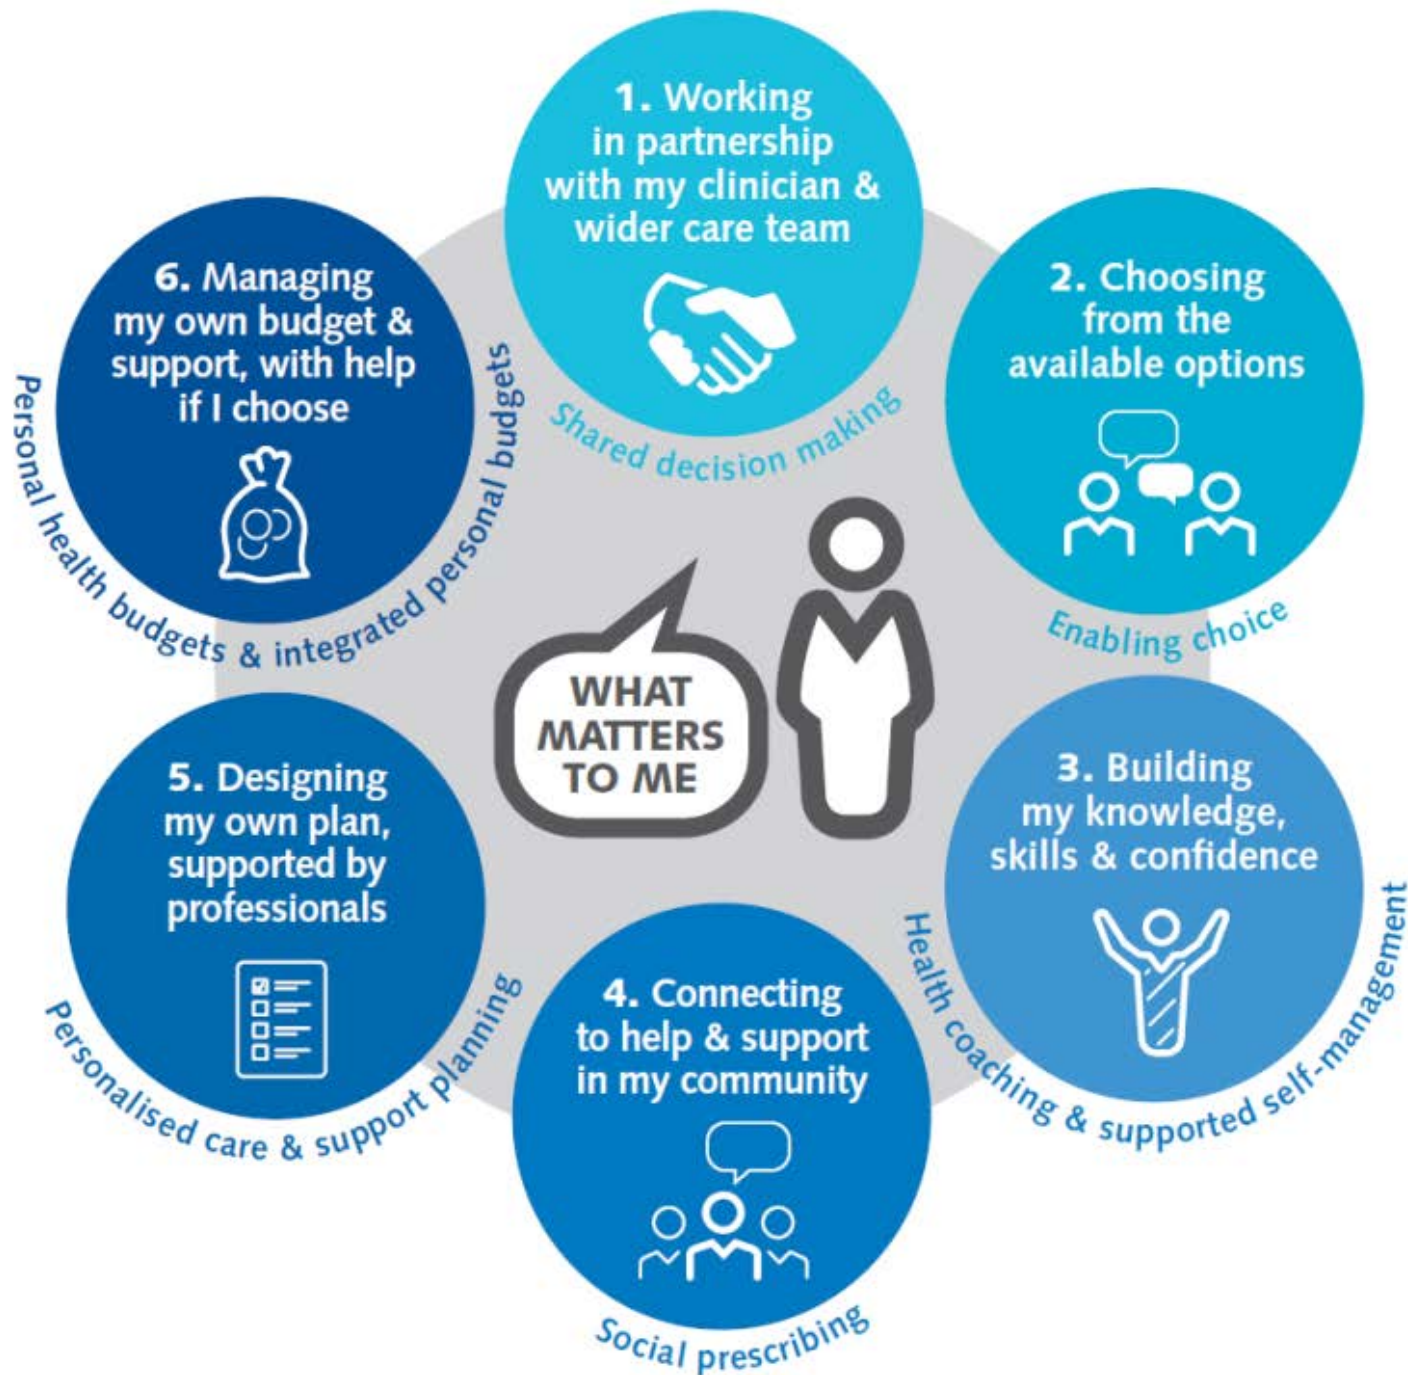 1. Working
in partnership
with my clinician &
wider care team
Shared decision making
2. Choosing
from the
available options
Enabling choice
3. Building
my knowledge,
skills & confidence
Health coaching & supported self-management
4. Connecting
to help & support
in my community
Social prescribing
5. Designing
my own plan,
supported by
professionals
Personalised care & support planning
6. Managing
my own budget &
support, with help
if I choose
Personal health budgets & integrated personal budgets
WHAT
MATTERS
TO ME